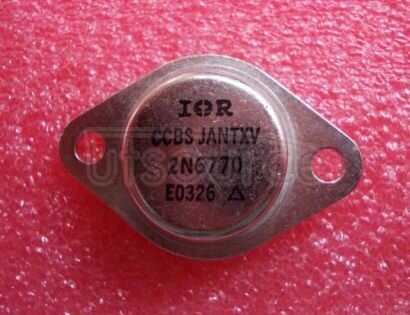 IOR
CCBS JANTXV
2N6770
E0326 △